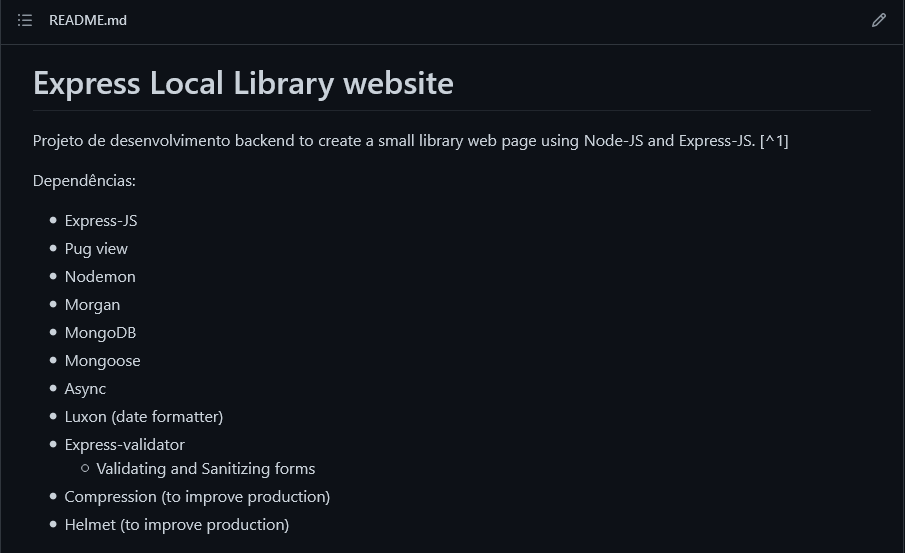 README.md
Express Local Library website
Projeto de desenvolvimento backend to create a small library web page using Node-JS and Express-JS. [^1]
Dependências:
Express-JS
Pug view
Nodemon
Morgan
MongoDB
Mongoose
Async
Luxon (date formatter)
Express-validator
Validating and Sanitizing forms
Compression (to improve production)
Helmet (to improve production)